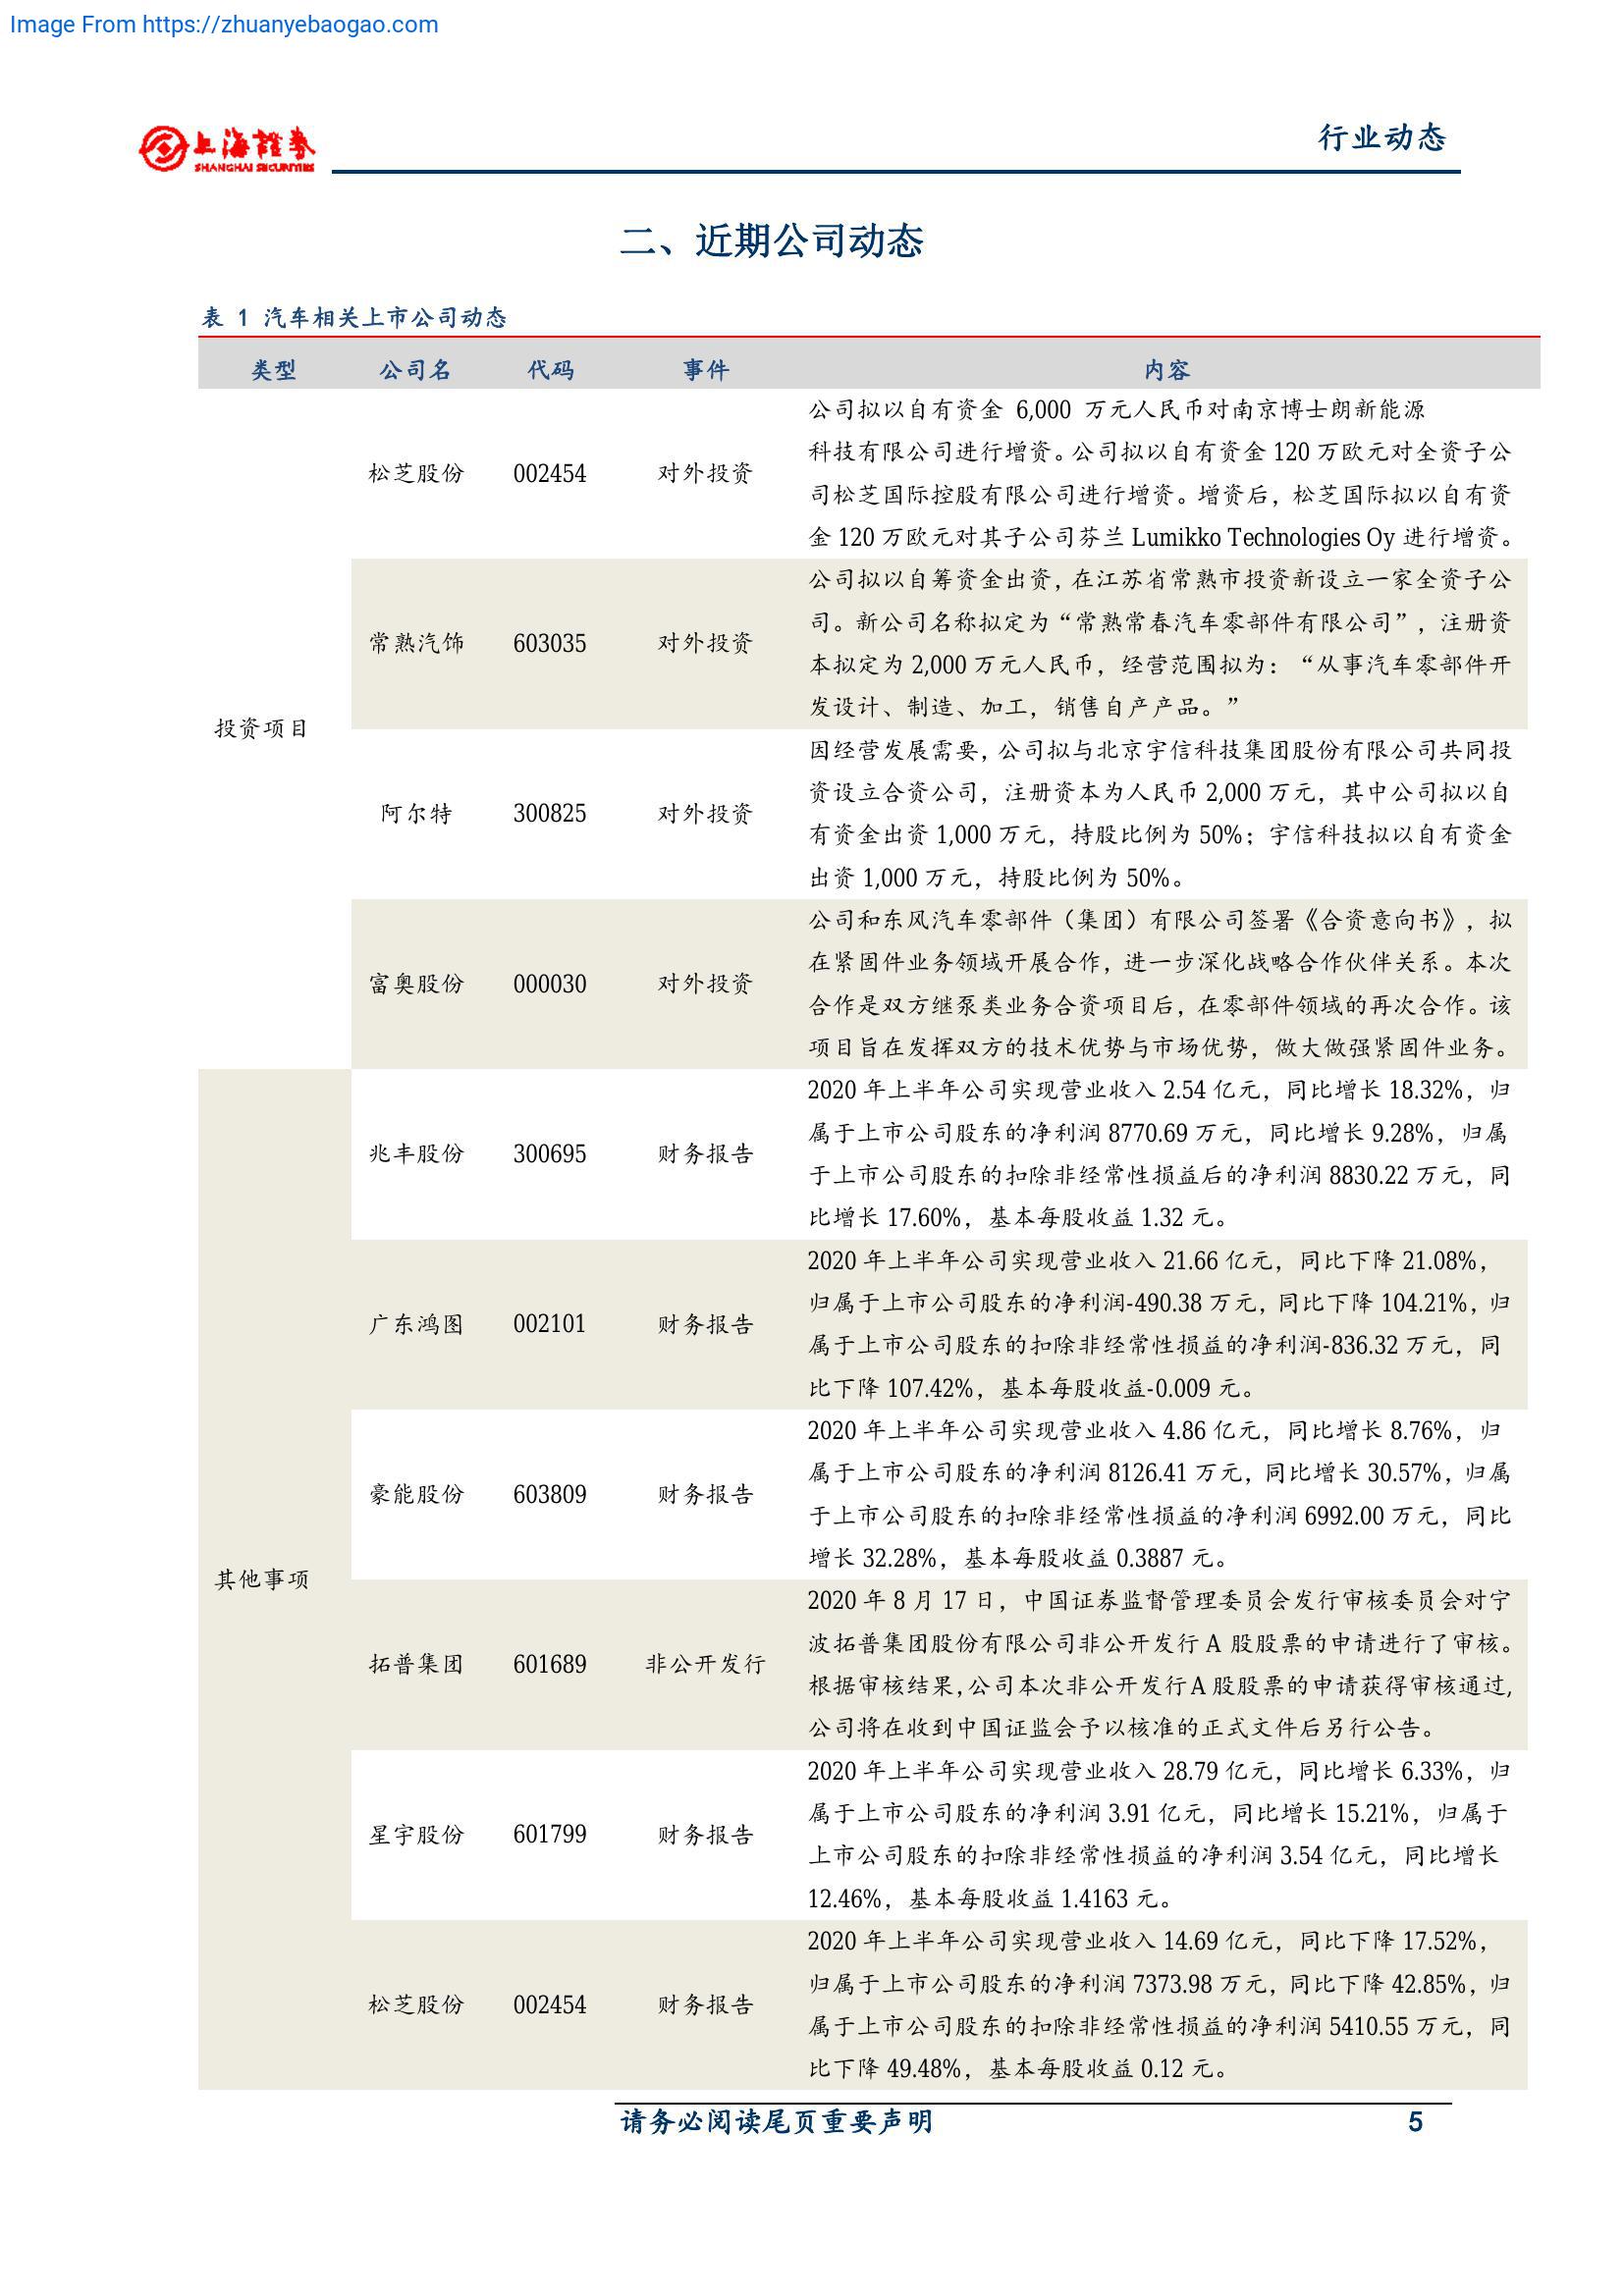 Image From https://zhuanyebaogao.com
上海證券
SHANGHAI SECURITIES
行业动态
二、近期公司动态
表 1 汽车相关上市公司动态
类型 公司名 代码 事件 内容
投资项目
松芝股份 002454 对外投资
公司拟以自有资金 6,000 万元人民币对南京博士朗新能源
科技有限公司进行增资。公司拟以自有资金 120 万欧元对全资子公
司松芝国际控股有限公司进行增资。增资后，松芝国际拟以自有资
金 120 万欧元对其子公司芬兰 Lumikko Technologies Oy 进行增资。
常熟汽饰 603035 对外投资
公司拟以自筹资金出资，在江苏省常熟市投资新设立一家全资子公
司。新公司名称拟定为“常熟常春汽车零部件有限公司”，注册资
本拟定为 2,000 万元人民币，经营范围拟为：“从事汽车零部件开
发设计、制造、加工，销售自产产品。”
阿尔特 300825 对外投资
因经营发展需要，公司拟与北京宇信科技集团股份有限公司共同投
资设立合资公司，注册资本为人民币 2,000 万元，其中公司拟以自
有资金出资 1,000 万元，持股比例为 50%；宇信科技拟以自有资金
出资 1,000 万元，持股比例为 50%。
富奥股份 000030 对外投资
公司和东风汽车零部件（集团）有限公司签署《合资意向书》，拟
在紧固件业务领域开展合作，进一步深化战略合作伙伴关系。本次
合作是双方继泵类业务合资项目后，在零部件领域的再次合作。该
项目旨在发挥双方的技术优势与市场优势，做大做强紧固件业务。
其他事项
兆丰股份 300695 财务报告
2020 年上半年公司实现营业收入 2.54 亿元，同比增长 18.32%，归
属于上市公司股东的净利润 8770.69 万元，同比增长 9.28%，归属
于上市公司股东的扣除非经常性损益后的净利润 8830.22 万元，同
比增长 17.60%，基本每股收益 1.32 元。
广东鸿图 002101 财务报告
2020 年上半年公司实现营业收入 21.66 亿元，同比下降 21.08%，
归属于上市公司股东的净利润-490.38 万元，同比下降 104.21%，归
属于上市公司股东的扣除非经常性损益的净利润-836.32 万元，同
比下降 107.42%，基本每股收益-0.009 元。
豪能股份 603809 财务报告
2020 年上半年公司实现营业收入 4.86 亿元，同比增长 8.76%，归
属于上市公司股东的净利润 8126.41 万元，同比增长 30.57%，归属
于上市公司股东的扣除非经常性损益的净利润 6992.00 万元，同比
增长 32.28%，基本每股收益 0.3887 元。
拓普集团 601689 非公开发行
2020 年 8 月 17 日，中国证券监督管理委员会发行审核委员会对宁
波拓普集团股份有限公司非公开发行 A 股股票的申请进行了审核。
根据审核结果，公司本次非公开发行 A 股股票的申请获得审核通过，
公司将在收到中国证监会予以核准的正式文件后另行公告。
星宇股份 601799 财务报告
2020 年上半年公司实现营业收入 28.79 亿元，同比增长 6.33%，归
属于上市公司股东的净利润 3.91 亿元，同比增长 15.21%，归属于
上市公司股东的扣除非经常性损益的净利润 3.54 亿元，同比增长
12.46%，基本每股收益 1.4163 元。
松芝股份 002454 财务报告
2020 年上半年公司实现营业收入 14.69 亿元，同比下降 17.52%，
归属于上市公司股东的净利润 7373.98 万元，同比下降 42.85%，归
属于上市公司股东的扣除非经常性损益的净利润 5410.55 万元，同
比下降 49.48%，基本每股收益 0.12 元。
请务必阅读尾页重要声明 5